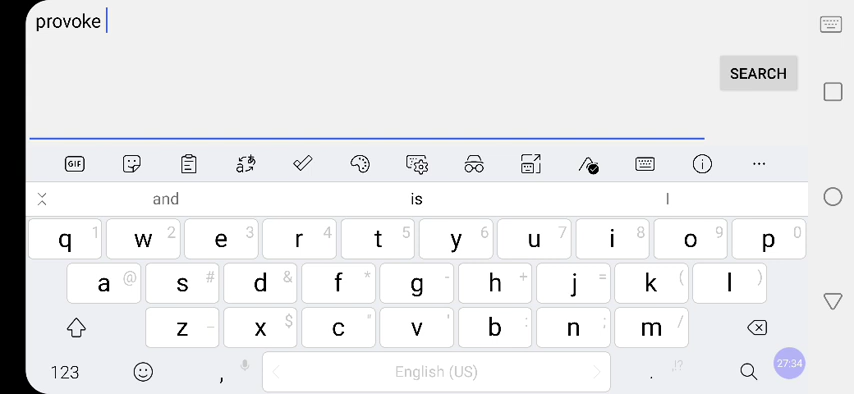 provoke
SEARCH
GIF
and is I
q 1 w 2 e 3 r 4 t 5 y 6 u 7 i 8 o 9 p 0
a @ s # d & f * g - h + j = k ( l )
z _ x $ c " v ' b : n ; m /
123 , English (US) . ,!? 27:34